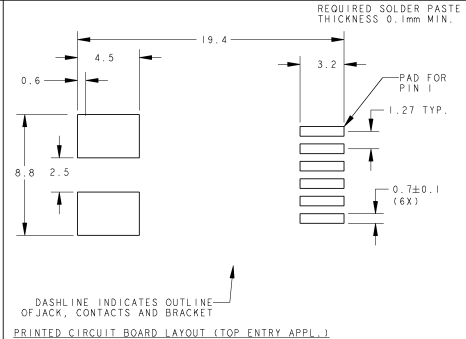 REQUIRED SOLDER PASTE
THICKNESS 0.1mm MIN.
19.4
4.5
3.2
0.6
PAD FOR
PIN 1
1.27 TYP.
8.8
2.5
0.7±0.1
(6X)
DASHLINE INDICATES OUTLINE
OFJACK, CONTACTS AND BRACKET
PRINTED CIRCUIT BOARD LAYOUT (TOP ENTRY APPL.)